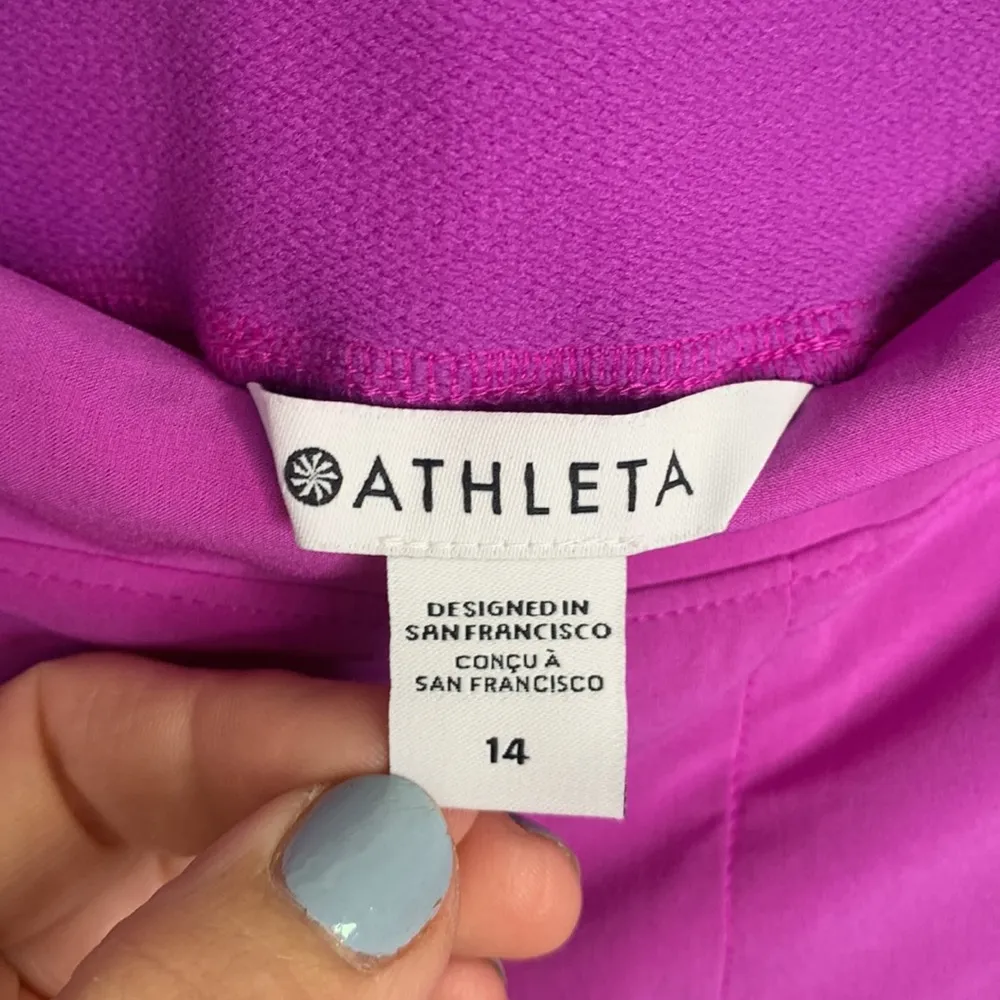 ATHLETA
DESIGNED IN
SAN FRANCISCO
CONÇU À
SAN FRANCISCO
14